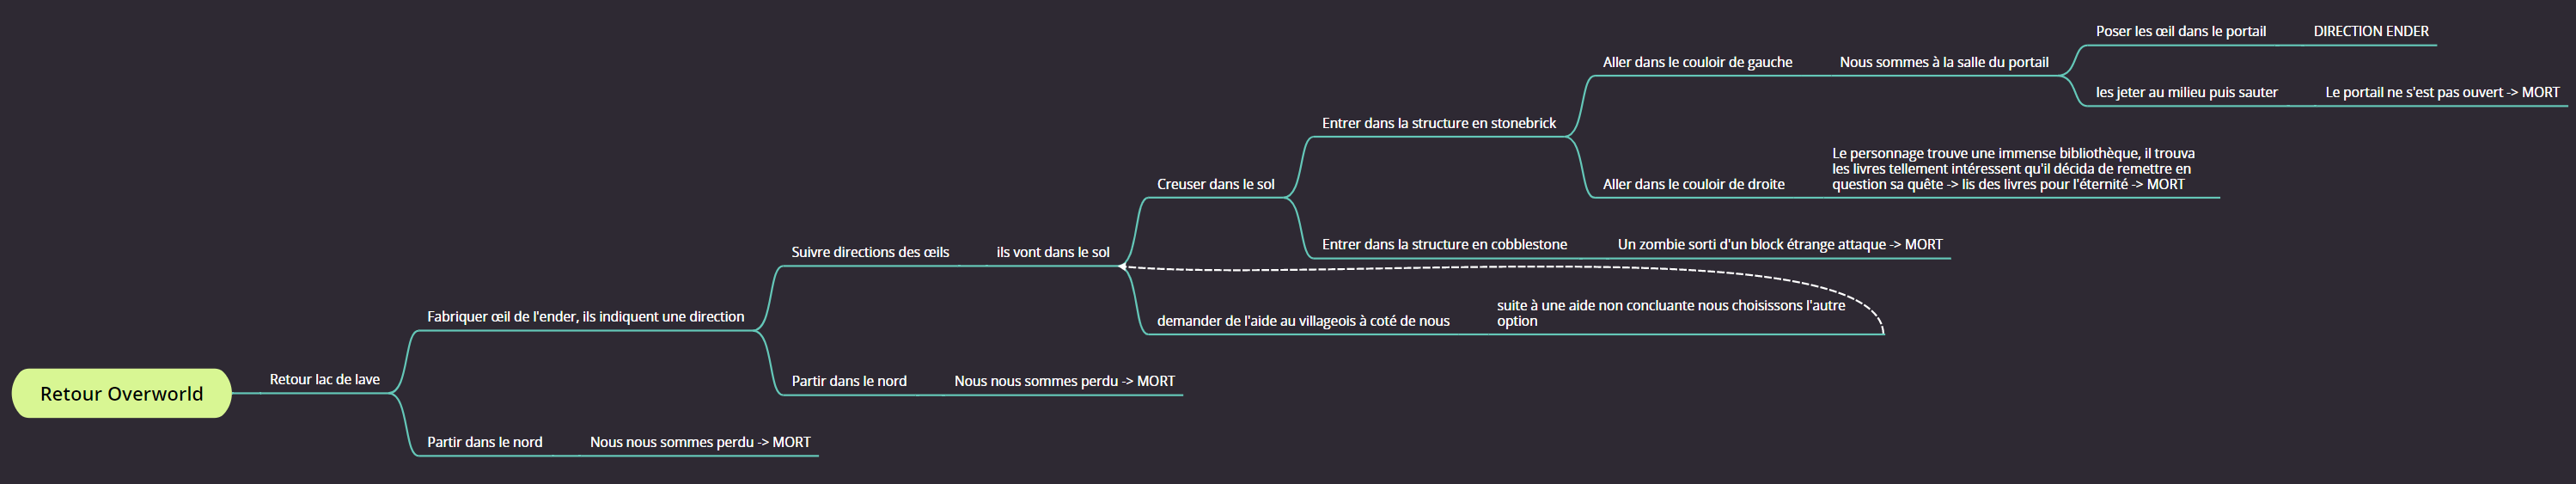 Retour Overworld
Retour lac de lave
Fabriquer œil de l'ender, ils indiquent une direction
Suivre directions des œils
ils vont dans le sol
Creuser dans le sol
Entrer dans la structure en stonebrick
Aller dans le couloir de gauche
Nous sommes à la salle du portail
Poser les œil dans le portail
DIRECTION ENDER
les jeter au milieu puis sauter
Le portail ne s'est pas ouvert -> MORT
Aller dans le couloir de droite
Le personnage trouve une immense bibliothèque, il trouva
les livres tellement intéressent qu'il décida de remettre en
question sa quête -> lis des livres pour l'éternité -> MORT
Entrer dans la structure en cobblestone
Un zombie sorti d'un block étrange attaque -> MORT
demander de l'aide au villageois à coté de nous
suite à une aide non concluante nous choisissons l'autre
option
Partir dans le nord
Nous nous sommes perdu -> MORT
Partir dans le nord
Nous nous sommes perdu -> MORT